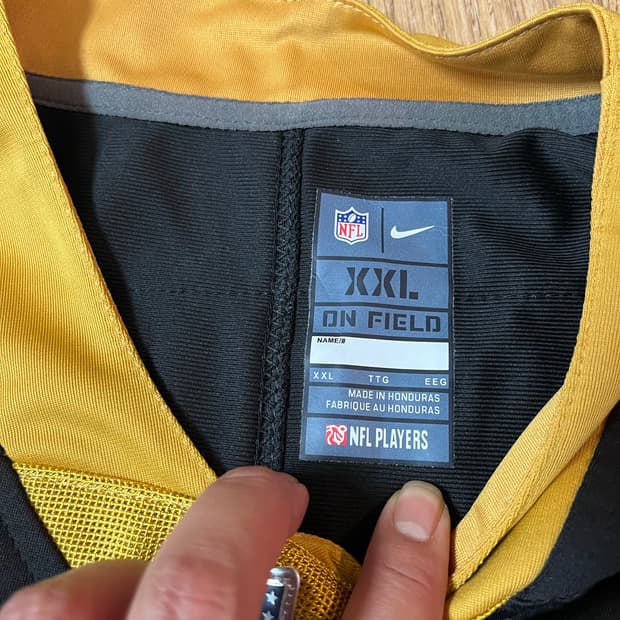 NFL
XXL
ON FIELD
NAME/#
XXL TTG EEG
MADE IN HONDURAS
FABRIQUE AU HONDURAS
NFL PLAYERS